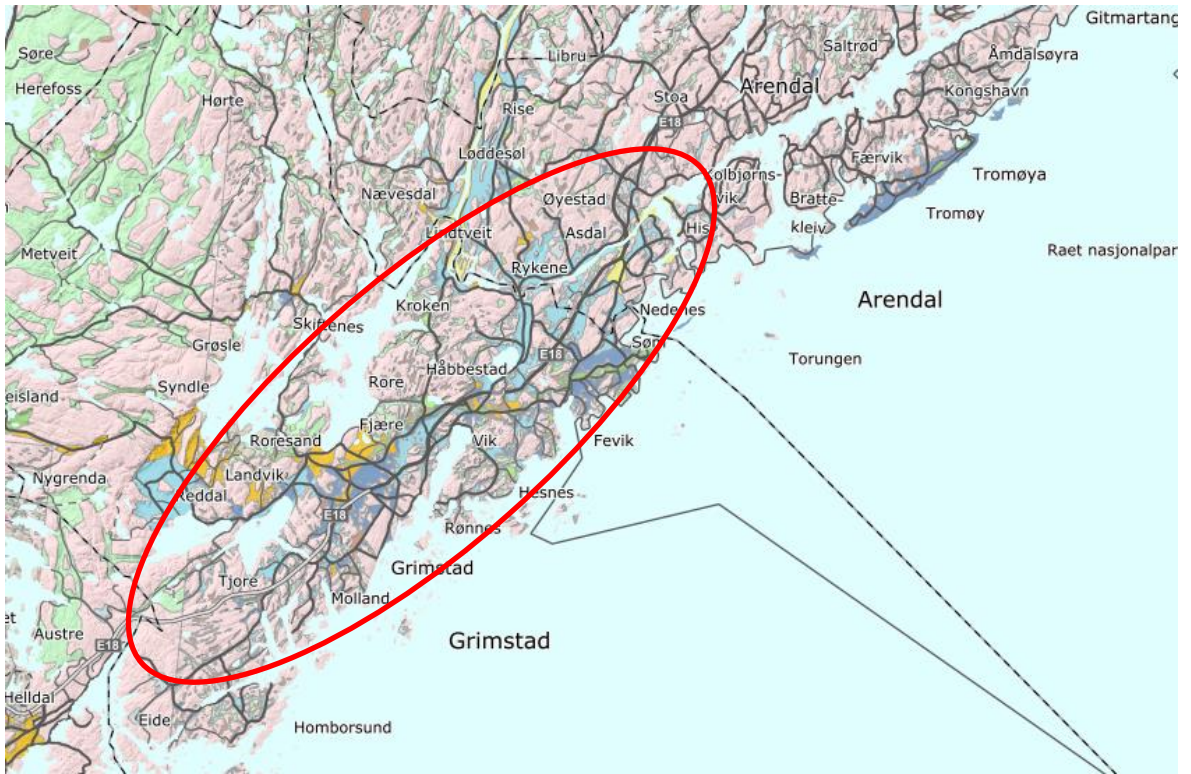 Gitmartang
Søre
Libru
Saltrød
Åmdalsøyra
Herefoss
Hørte
Rise
Stoa
Arendal
Kongshavn
E18
Løddesøl
Færvik
Nævesdal
Øyestad
Kolbjørns-
vik
Tromøya
Bratte-
kleiv
Tromøy
Lindtveit
Asdal
His
Metveit
Rykene
Raet nasjonalpar
Kroken
Nedenes
Arendal
Skiftenes
Grøsle
E18
Søm
Torungen
Håbbestad
Syndle
Rore
eisland
Fjære
Roresand
Vik
Fevik
Nygrenda
Landvik
Reddal
Hesnes
E18
Rønnes
Tjore
Grimstad
Molland
et
Austre
E18
Grimstad
Helldal
Eide
Homborsund